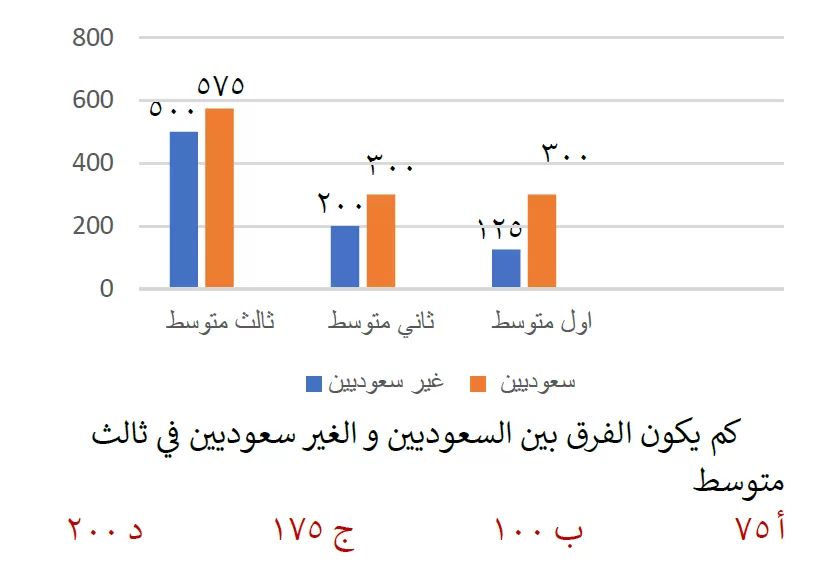 800
600
400
200
0
٥٠٠
٥٧٥
٢٠٠
٣٠٠
١٢٥
٣٠٠
ثالث متوسط
ثاني متوسط
اول متوسط
غير سعوديين
سعوديين
كم يكون الفرق بين السعوديين و الغير سعوديين في ثالث
متوسط
أ ٧٥ ب ١٠٠ ج ١٧٥ د ٢٠٠